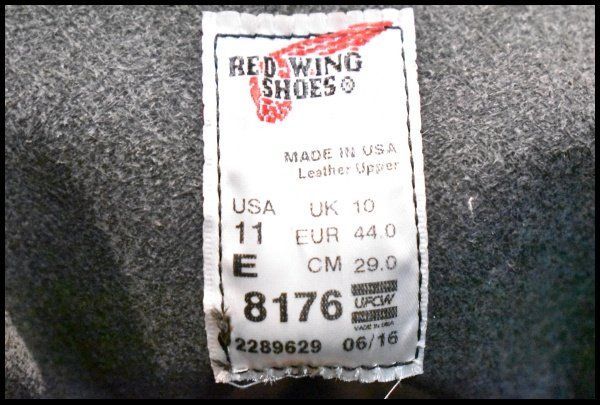 RED WING
SHOES®
MADE IN USA
Leather Upper
USA UK 10
11 EUR 44.0
E CM 29.0
8176 UFCW
MADE IN USA
2289629 06/16